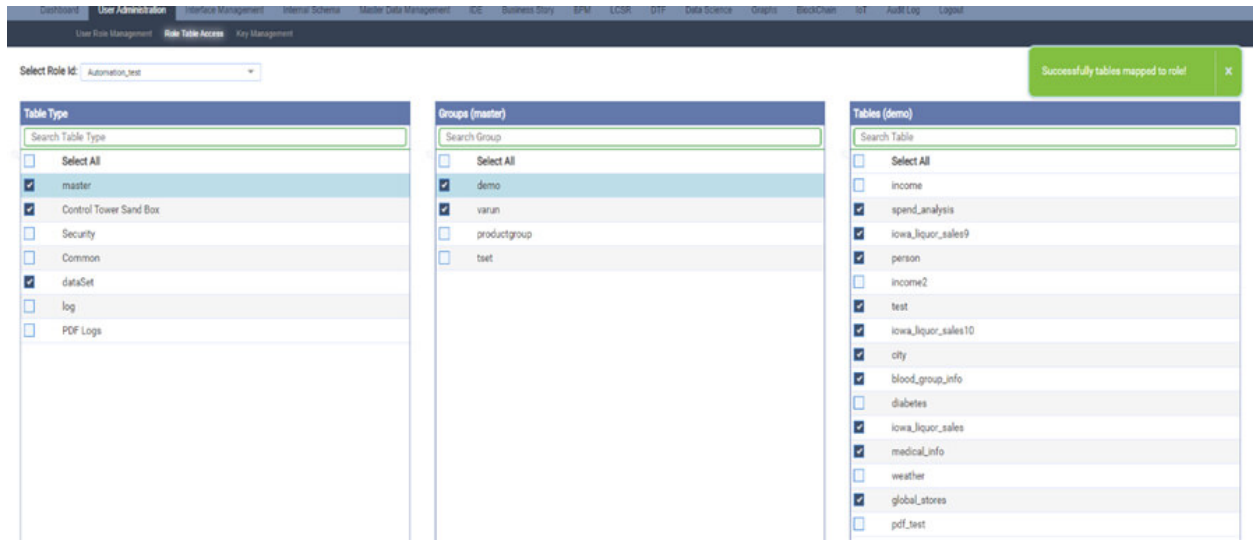 Dashboard User Administration Interface Management Internal Schema Master Data Management IDE Business Story BPM LCSR DTF Data Science Graphs BlockChain IoT Audit Log Logout
User Role Management Role Table Access Key Management
Select Role Id: Automation_test
Successfully tables mapped to role! x
Table Type
Search Table Type
Select All
master
Control Tower Sand Box
Security
Common
dataSet
log
PDF Logs
Groups (master)
Search Group
Select All
demo
varun
productgroup
tset
Tables (demo)
Search Table
Select All
income
spend_analysis
iowa_liquor_sales9
person
income2
test
iowa_liquor_sales10
city
blood_group_info
diabetes
iowa_liquor_sales
medical_info
weather
global_stores
pdf_test